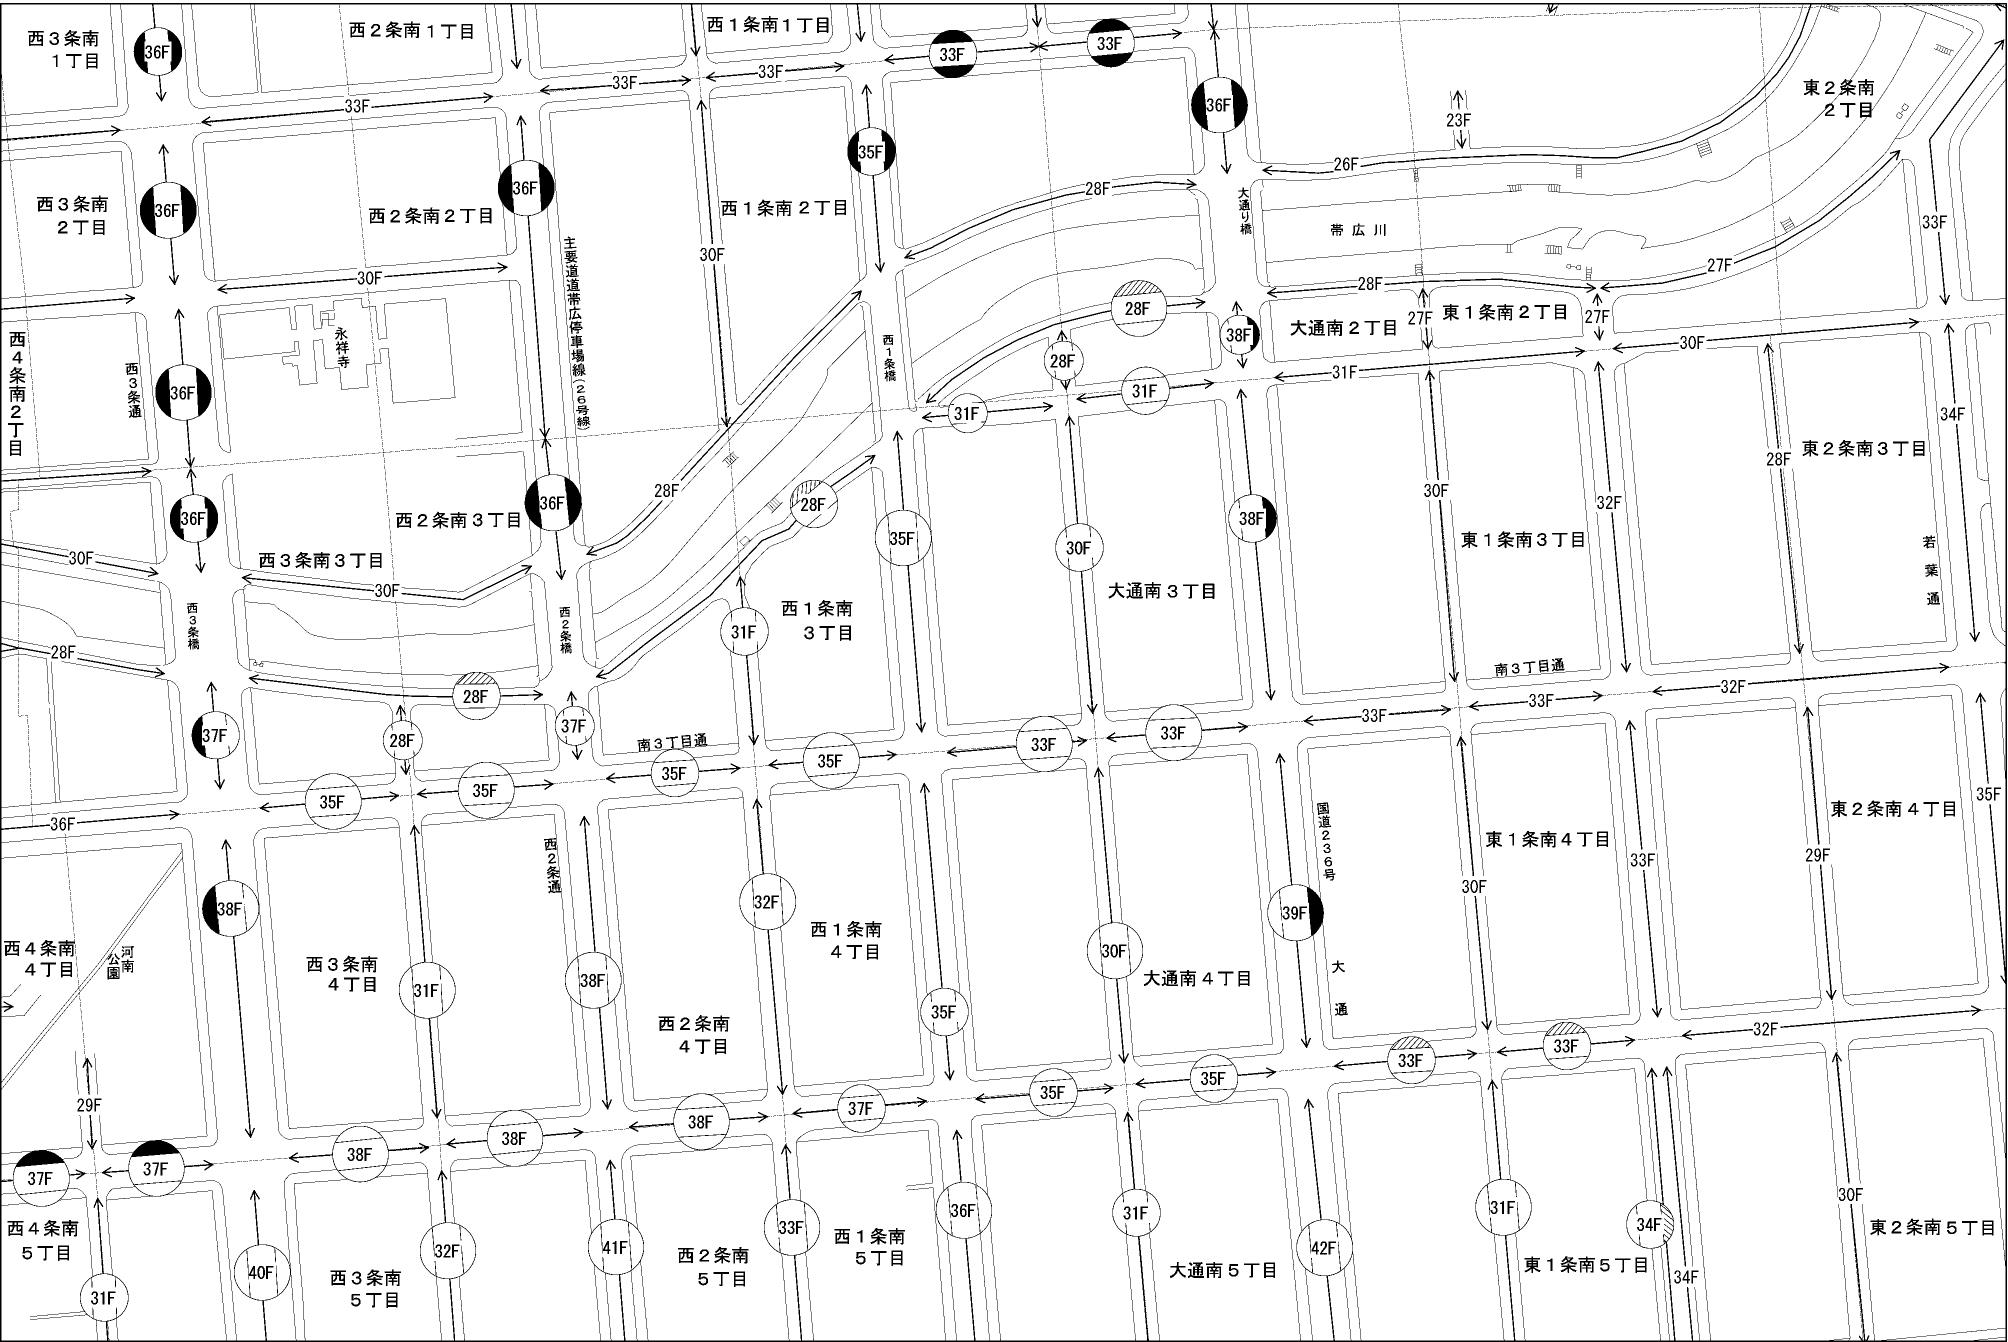 西３条南
１丁目
36F
西２条南１丁目
西１条南１丁目
33F
33F
33F
33F
33F
36F
23F
東２条南
２丁目
西３条南
２丁目
36F
西２条南２丁目
36F
主要道道帯広停車場線(２６号線)
西１条南２丁目
30F
35F
28F
26F
大通り橋
帯広川
33F
27F
28F
30F
永祥寺
西４条南２丁目
西３条通
36F
西１条橋
28F
38F
大通南２丁目
27F
東１条南２丁目
27F
30F
28F
31F
31F
31F
34F
36F
西２条南３丁目
36F
28F
28F
35F
30F
38F
30F
32F
28F
東２条南３丁目
東１条南３丁目
若葉通
30F
西３条南３丁目
30F
西３条橋
西２条橋
31F
西１条南
３丁目
大通南３丁目
28F
28F
南３丁目通
32F
37F
28F
37F
南３丁目通
33F
33F
33F
33F
35F
35F
35F
35F
36F
35F
国道２３６号
東２条南４丁目
東１条南４丁目
33F
29F
30F
西２条通
38F
32F
39F
西４条南
４丁目
河南
公園
西３条南
４丁目
31F
38F
西１条南
４丁目
30F
大通南４丁目
大通
35F
西２条南
４丁目
33F
33F
32F
29F
35F
35F
37F
38F
38F
38F
37F
37F
西４条南
５丁目
31F
40F
西３条南
５丁目
32F
41F
西２条南
５丁目
33F
西１条南
５丁目
36F
31F
大通南５丁目
42F
31F
東１条南５丁目
34F
34F
30F
東２条南５丁目